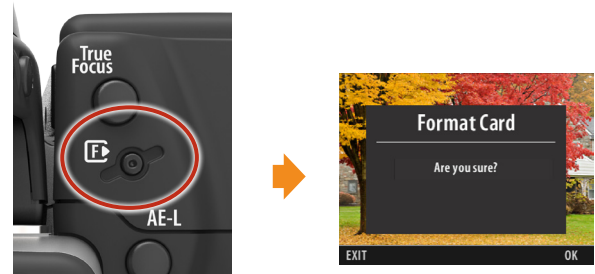 True
Focus
F
AE-L
Format Card
Are you sure?
EXIT
OK